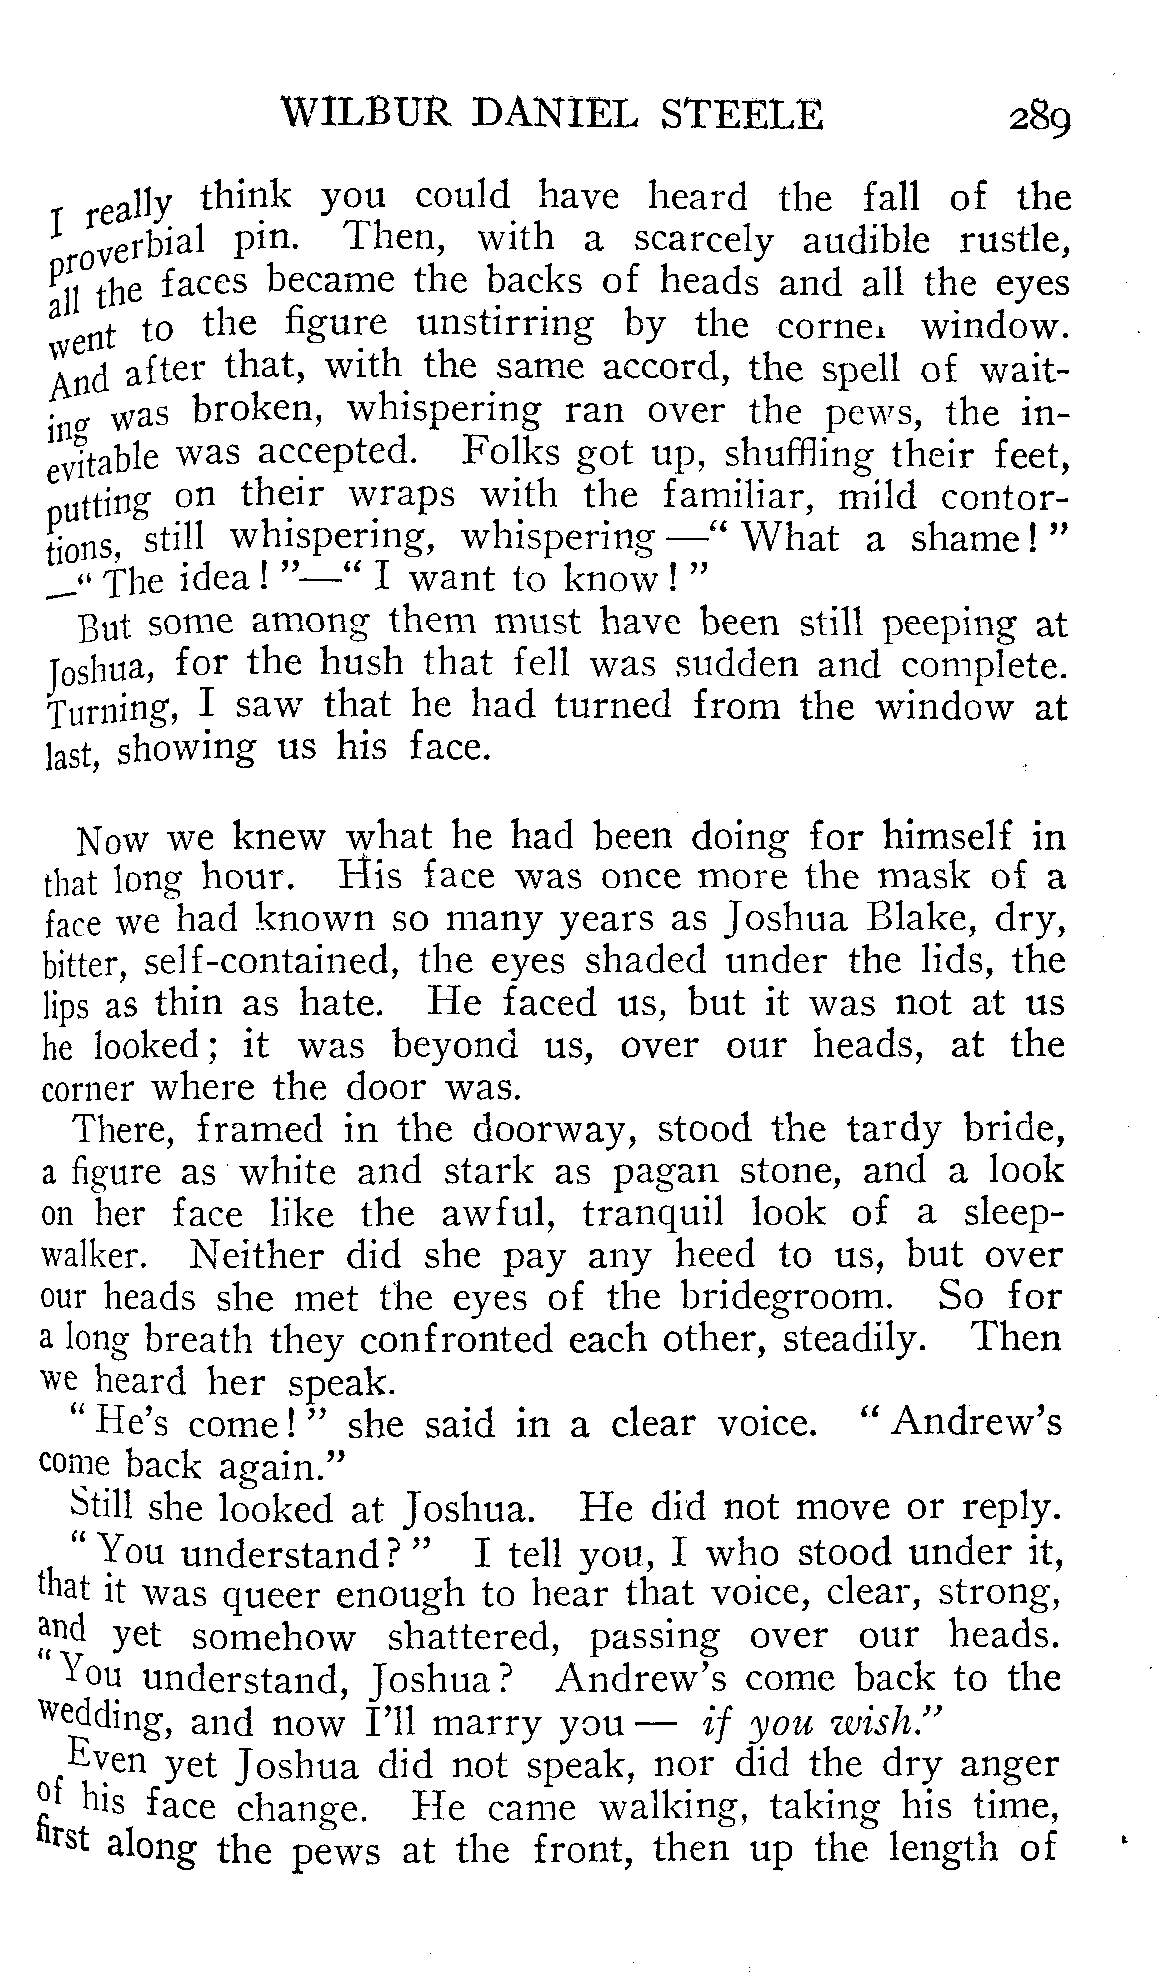 WILBUR DANIEL STEELE 289
I really think you could have heard the fall of the
proverbial pin. Then, with a scarcely audible rustle,
all the faces became the backs of heads and all the eyes
went to the figure unstirring by the corner window.
And after that, with the same accord, the spell of wait-
ing was broken, whispering ran over the pews, the in-
evitable was accepted. Folks got up, shuffling their feet,
putting on their wraps with the familiar, mild contor-
tions, still whispering, whispering —“ What a shame! ”
—“ The idea! ”—“ I want to know! ”
But some among them must have been still peeping at
Joshua, for the hush that fell was sudden and complete.
Turning, I saw that he had turned from the window at
last, showing us his face.
Now we knew what he had been doing for himself in
that long hour. His face was once more the mask of a
face we had known so many years as Joshua Blake, dry,
bitter, self-contained, the eyes shaded under the lids, the
lips as thin as hate. He faced us, but it was not at us
he looked; it was beyond us, over our heads, at the
corner where the door was.
There, framed in the doorway, stood the tardy bride,
a figure as white and stark as pagan stone, and a look
on her face like the awful, tranquil look of a sleep-
walker. Neither did she pay any heed to us, but over
our heads she met the eyes of the bridegroom. So for
a long breath they confronted each other, steadily. Then
we heard her speak.
“ He’s come! ” she said in a clear voice. “ Andrew’s
come back again.”
Still she looked at Joshua. He did not move or reply.
“ You understand? ” I tell you, I who stood under it,
that it was queer enough to hear that voice, clear, strong,
and yet somehow shattered, passing over our heads.
“ You understand, Joshua? Andrew’s come back to the
wedding, and now I’ll marry you — if you wish.”
Even yet Joshua did not speak, nor did the dry anger
of his face change. He came walking, taking his time,
first along the pews at the front, then up the length of